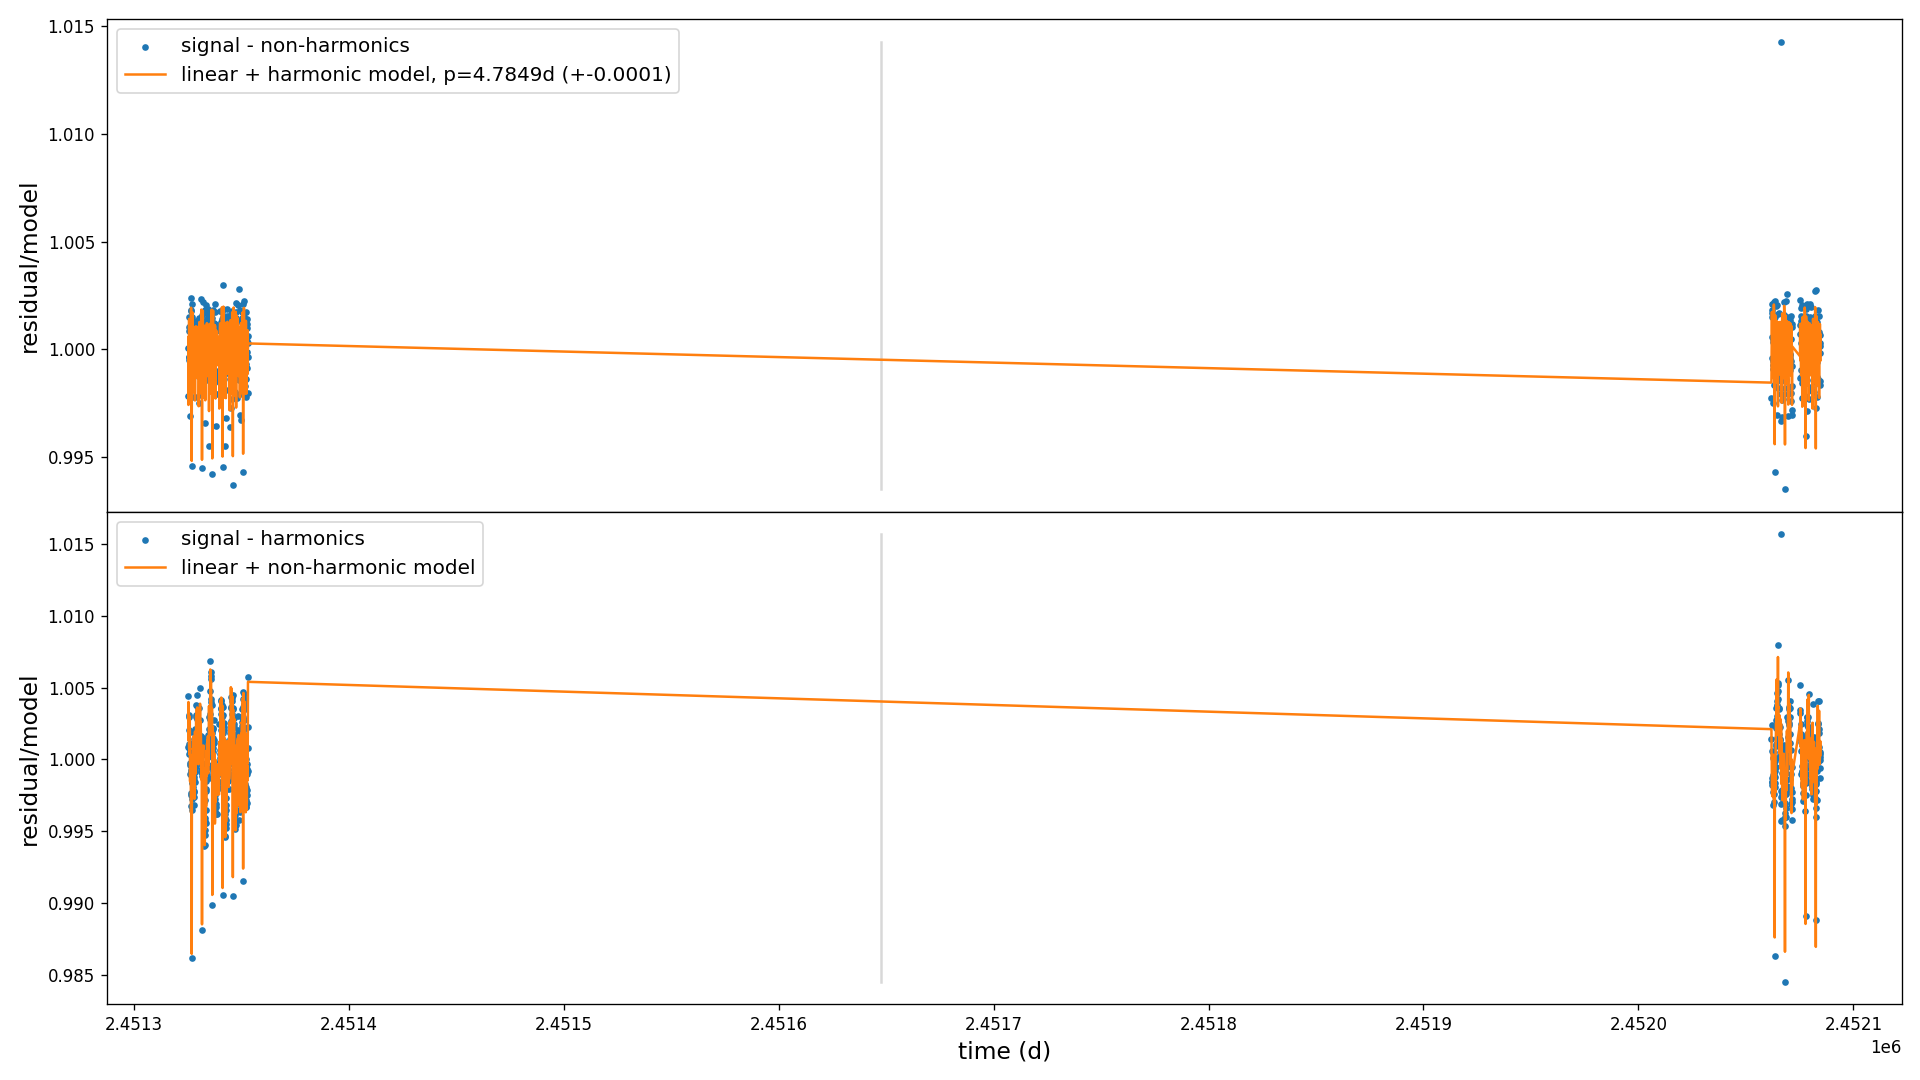 1.015
signal - non-harmonics
linear + harmonic model, p=4.7849d (+-0.0001)
1.010
1.005
residual/model
1.000
0.995
signal - harmonics
linear + non-harmonic model
1.015
1.010
1.005
residual/model
1.000
0.995
0.990
0.985
2.4513 2.4514 2.4515 2.4516 2.4517 2.4518 2.4519 2.4520 2.4521
time (d)
1e6